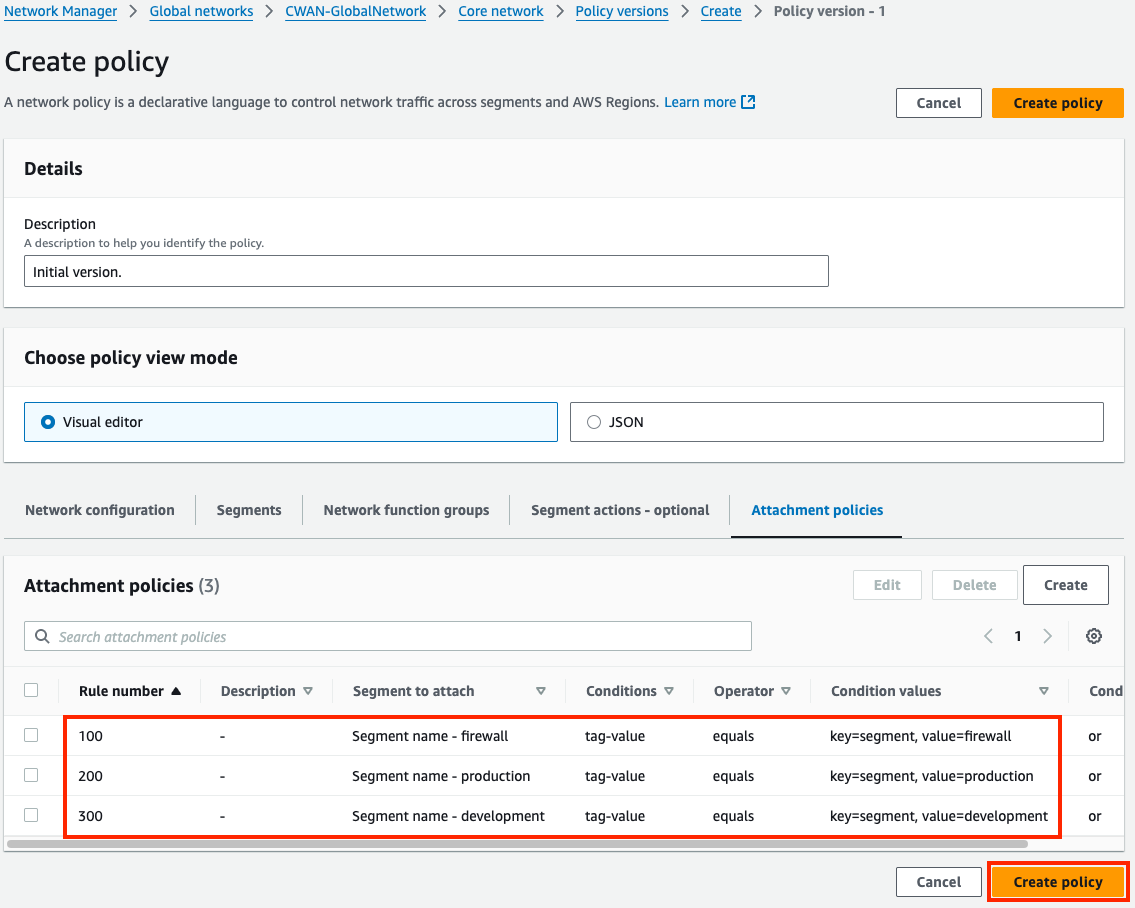 Network Manager > Global networks > CWAN-GlobalNetwork > Core network > Policy versions > Create > Policy version - 1
Create policy
A network policy is a declarative language to control network traffic across segments and AWS Regions. Learn more
Cancel
Create policy
Details
Description
A description to help you identify the policy.
Initial version.
Choose policy view mode
Visual editor
JSON
Network configuration
Segments
Network function groups
Segment actions - optional
Attachment policies
Attachment policies (3)
Edit
Delete
Create
Search attachment policies
1
Rule number Description Segment to attach Conditions Operator Condition values Cond
100 - Segment name - firewall tag-value equals key=segment, value=firewall or
200 - Segment name - production tag-value equals key=segment, value=production or
300 - Segment name - development tag-value equals key=segment, value=development or
Cancel
Create policy